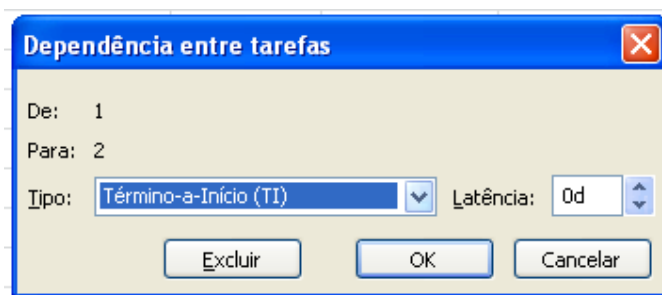 Dependência entre tarefas
De: 1
Para: 2
Tipo: Término-a-Início (TI) Latência: 0d
Excluir OK Cancelar